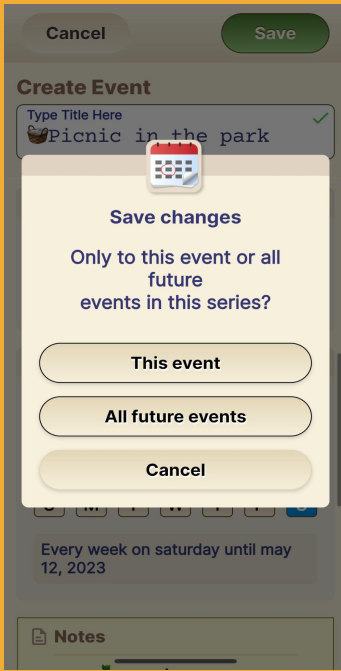 Cancel
Save
Create Event
Type Title Here
Picnic in the park
Save changes
Only to this event or all
future
events in this series?
This event
All future events
Cancel
Every week on saturday until may
12, 2023
Notes